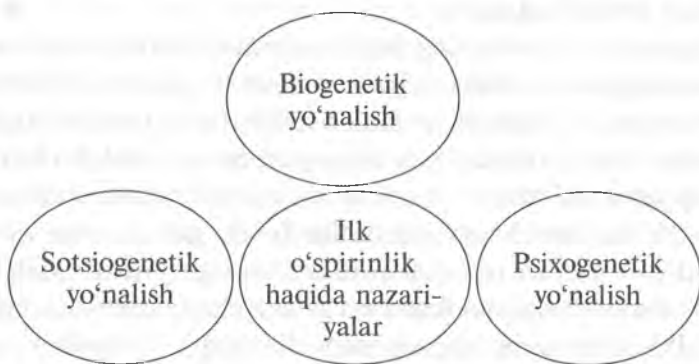 Biogenetik
yo‘nalish
Sotsiogenetik
yo‘nalish
Ilk
o‘spirinlik
haqida nazari-
yalar
Psixogenetik
yo‘nalish